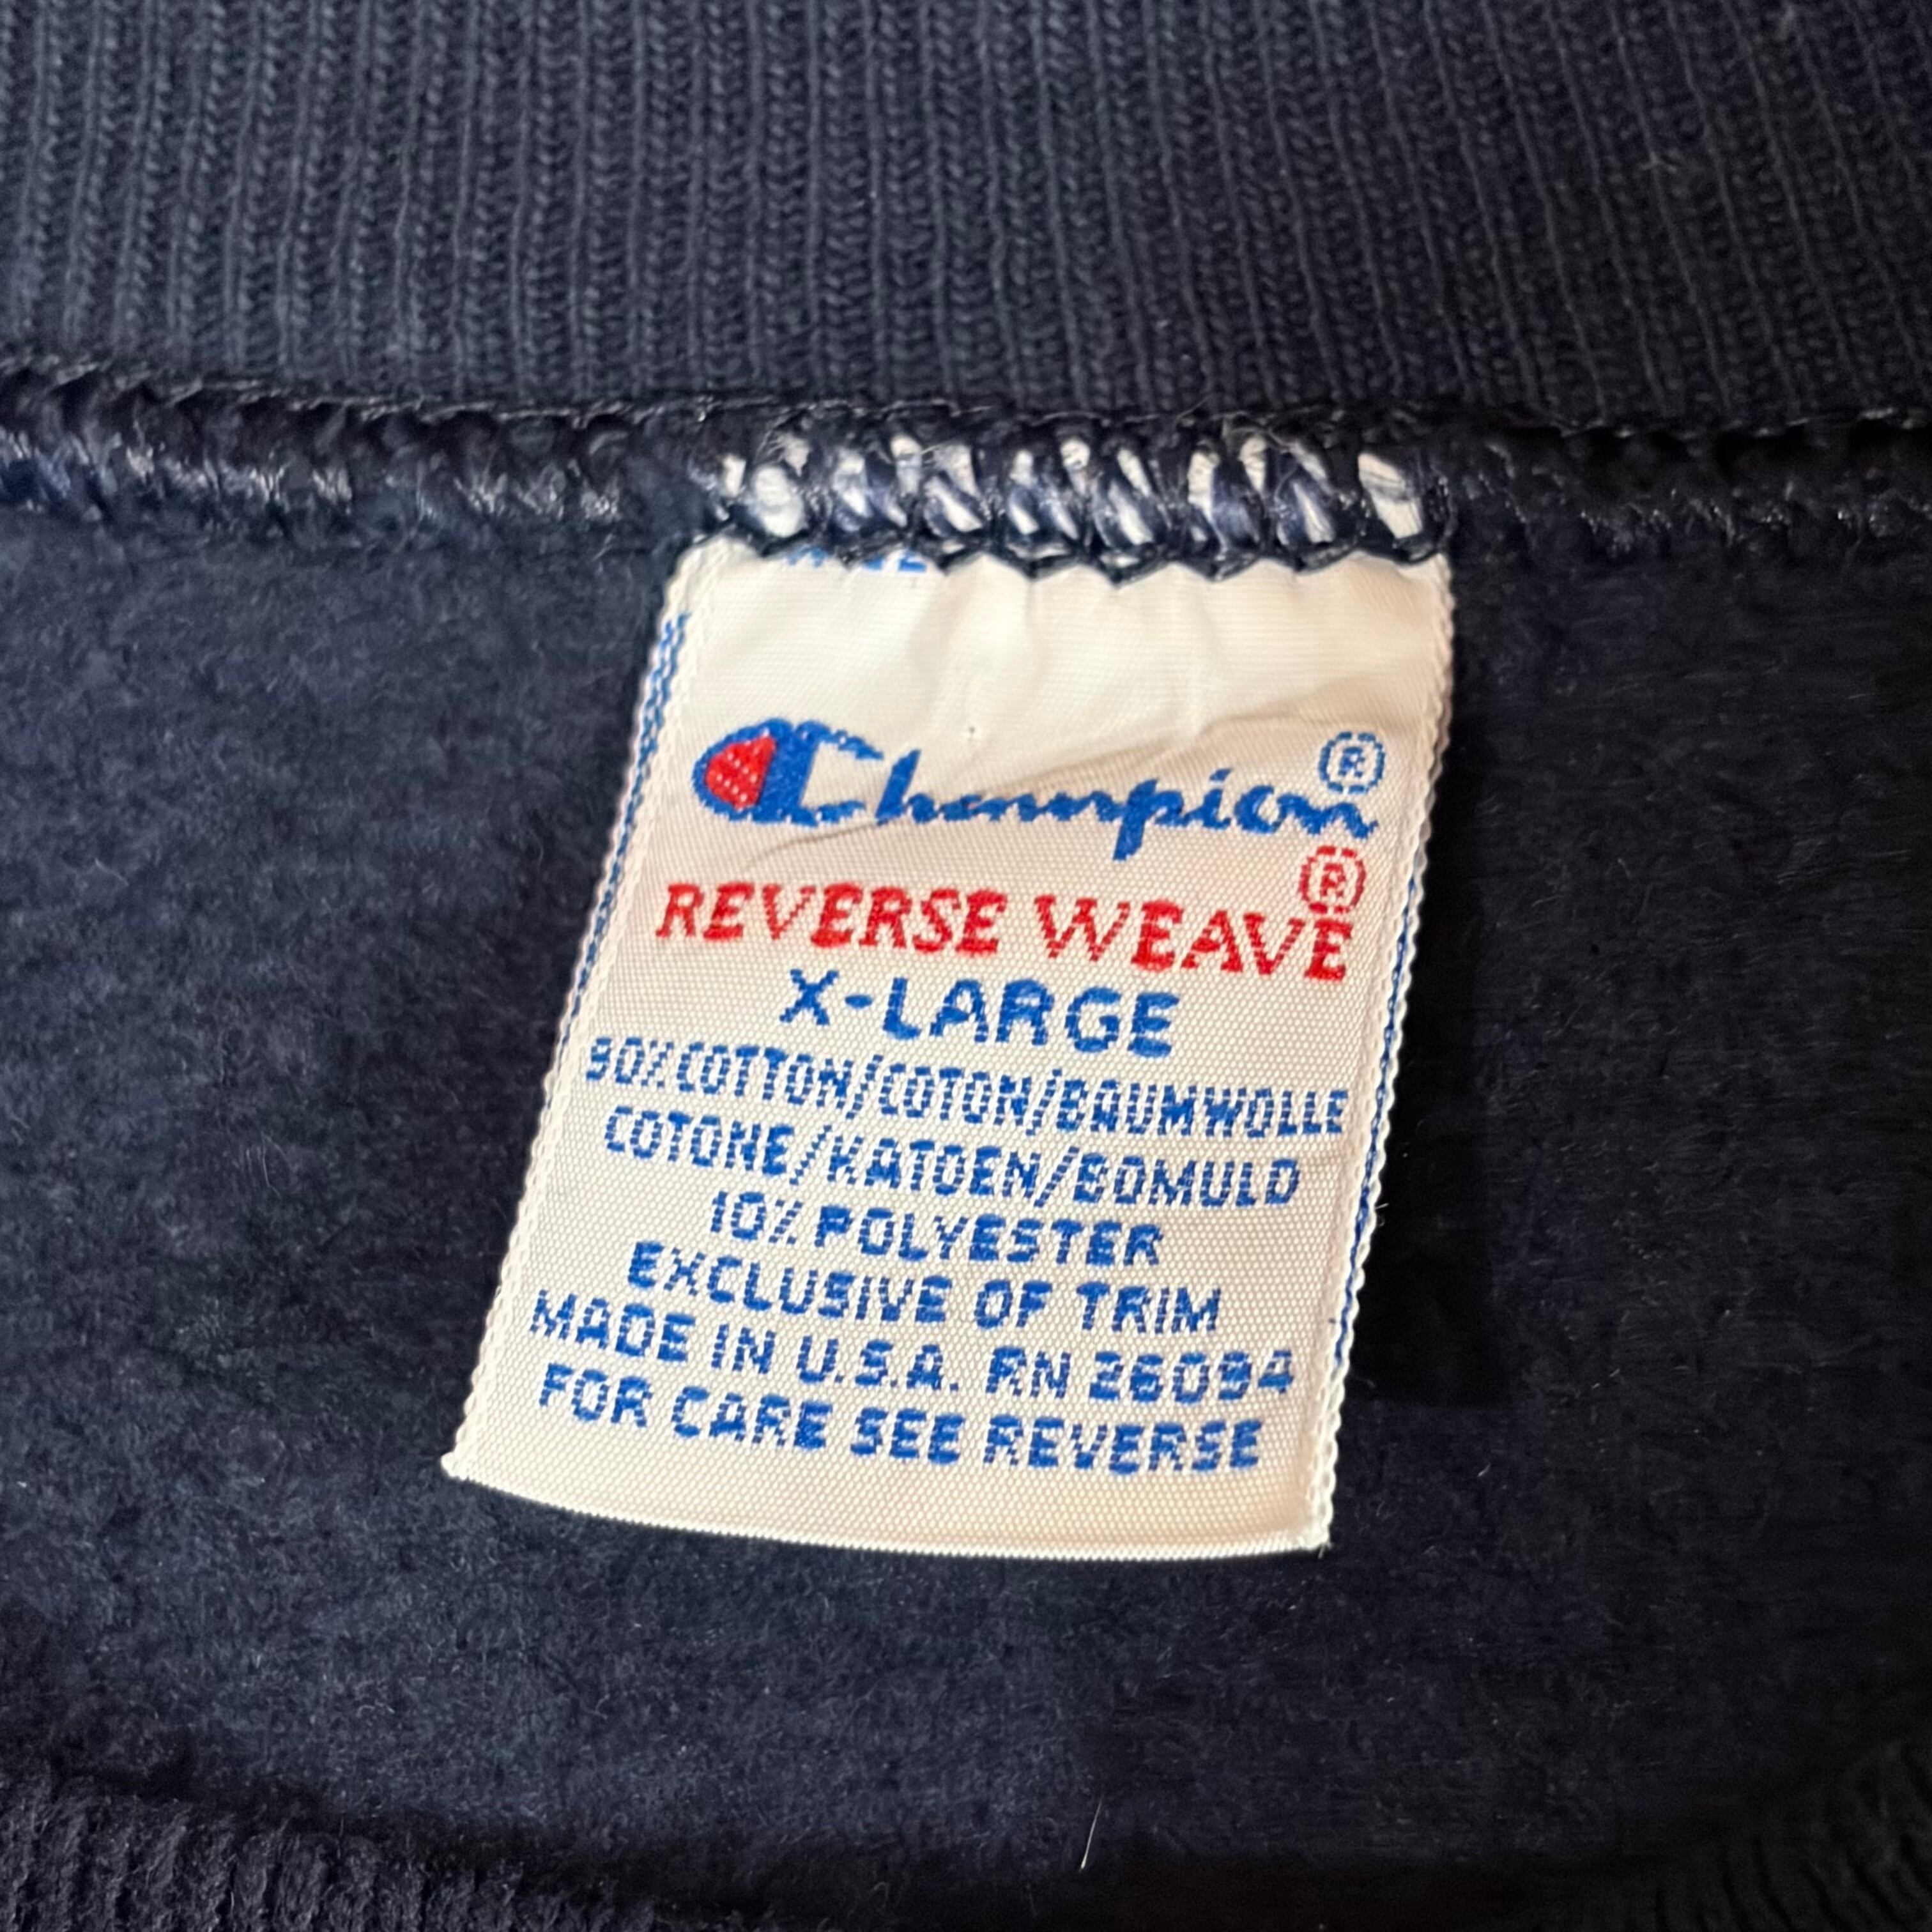 Champion®
REVERSE WEAVE®
X-LARGE
90% COTTON/COTON/BAUMWOLLE
COTONE/KATOEN/BOMULD
10% POLYESTER
EXCLUSIVE OF TRIM
MADE IN U.S.A. RN 26094
FOR CARE SEE REVERSE